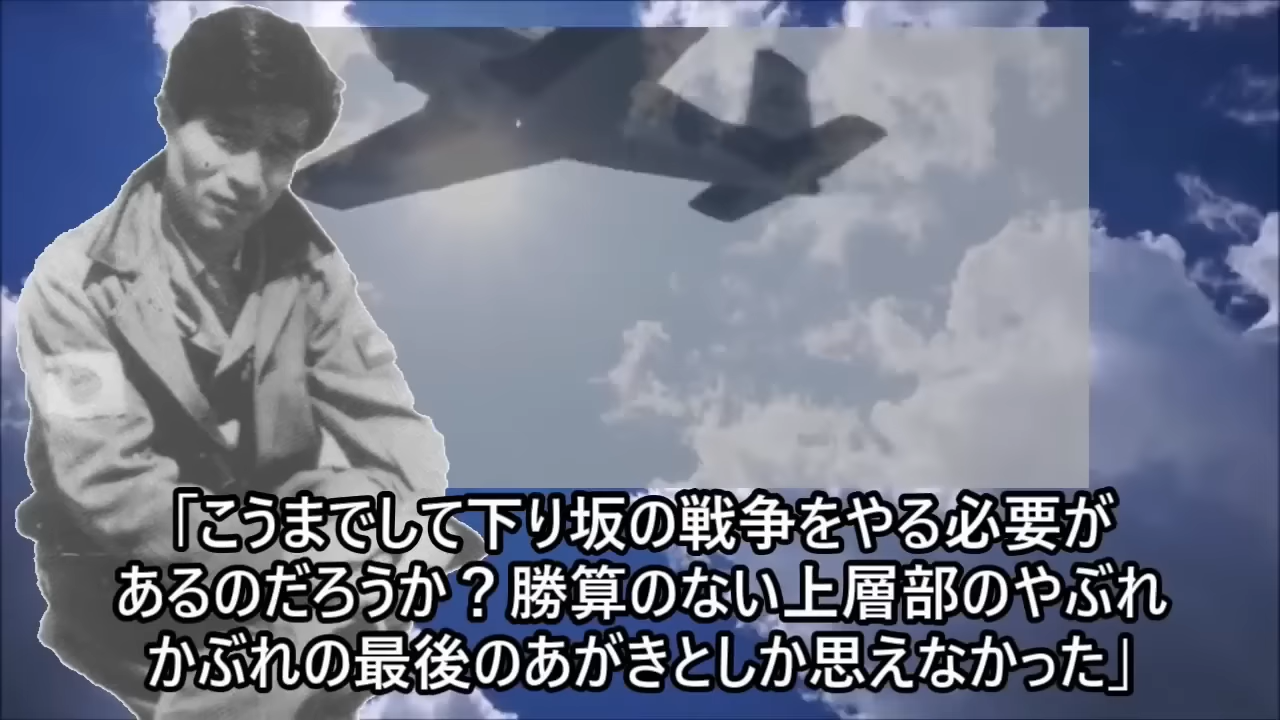 「こうまでして下り坂の戦争をやる必要が
あるのだろうか？勝算のない上層部のやぶれ
かぶれの最後のあがきとしか思えなかった」